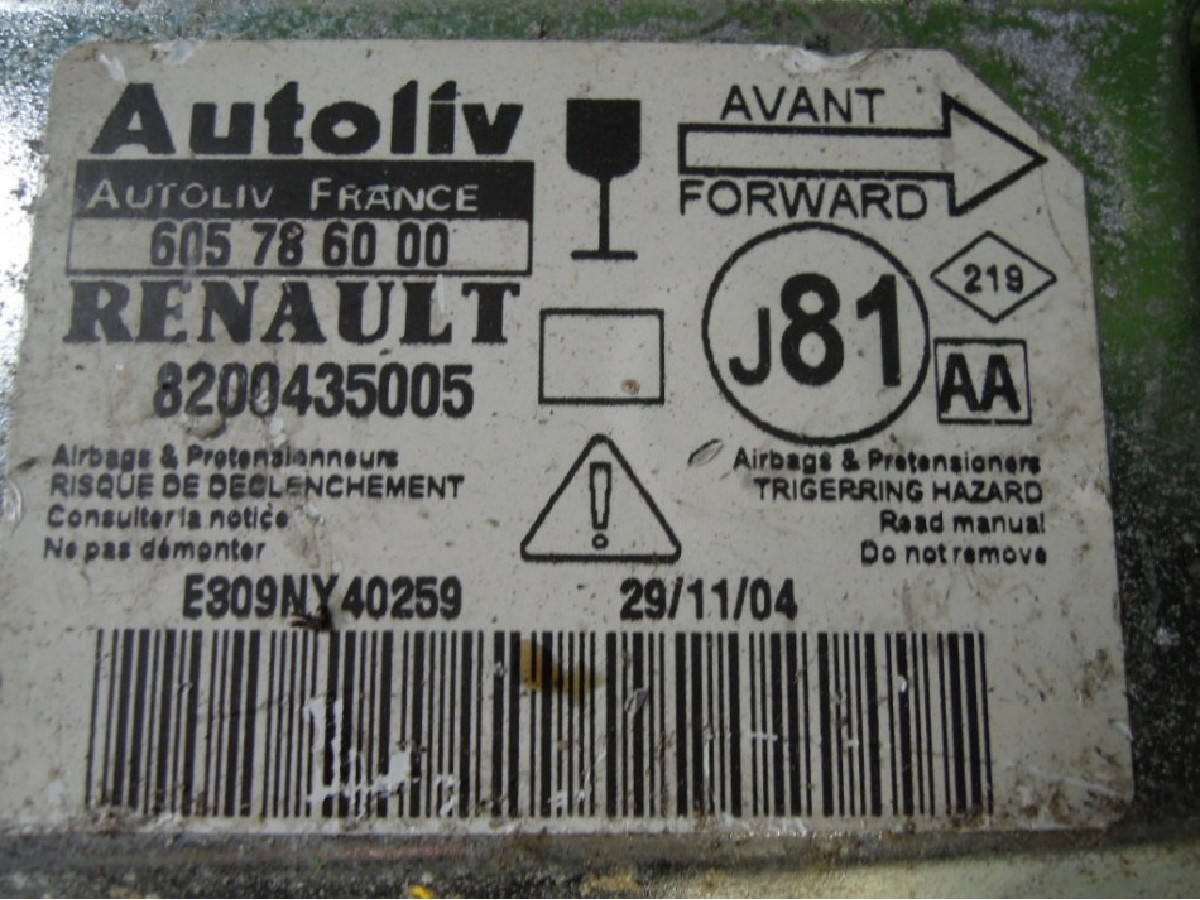 Autoliv
AUTOLIV FRANCE
605 78 60 00
RENAULT
8200435005
AVANT
FORWARD
J81
219
AA
Airbags & Pretensionneurs
RISQUE DE DECLENCHEMENT
Consulter la notice
Ne pas démonter
!
Airbags & Pretensioners
TRIGERRING HAZARD
Read manual
Do not remove
E309NY40259
29/11/04